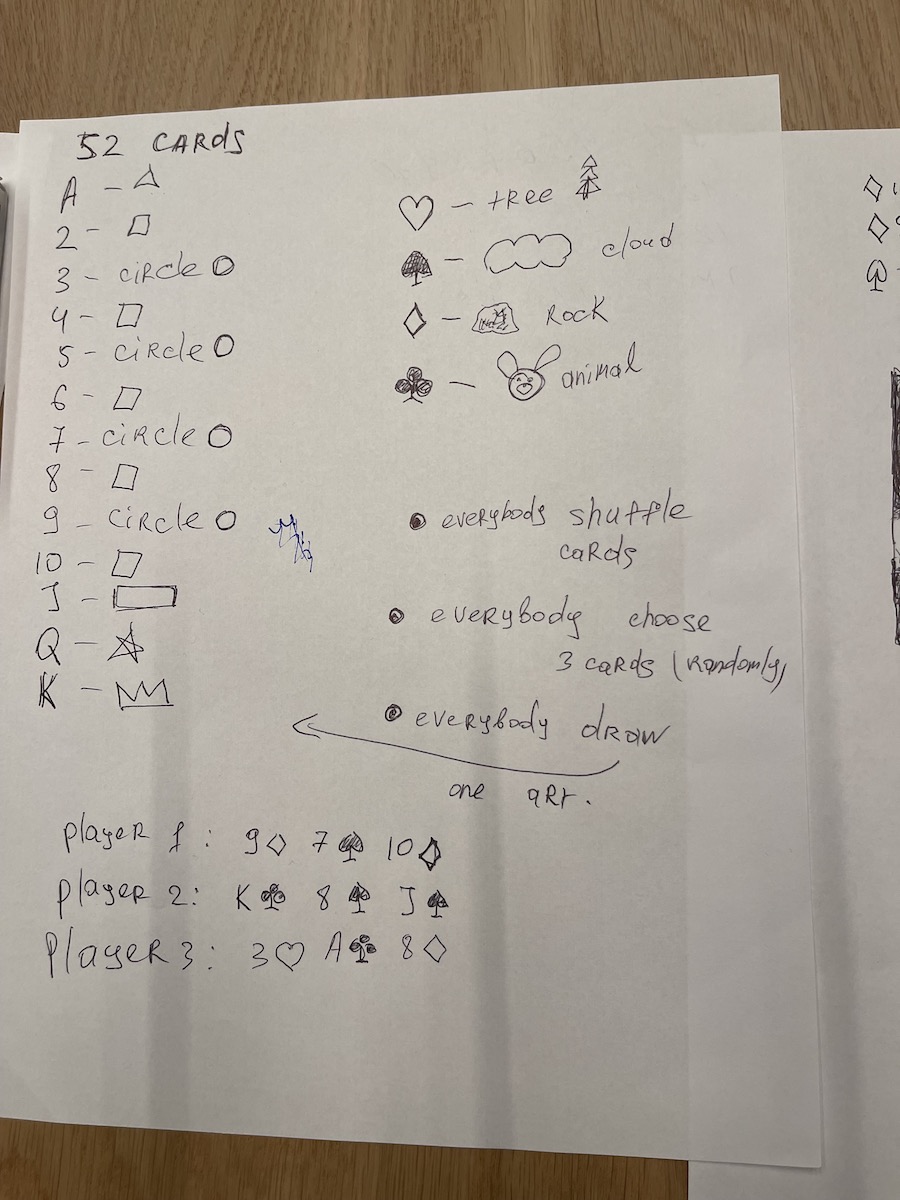 52 CARdS
A -
2 -
3 - ciRcle
4 -
5 - ciRcle
6 -
7 - ciRcle
8 -
9 - ciRcle
10 -
J -
Q -
K -
♡ - tRee
♠ - cloud
♢ - Rock
♣ - animal
everybody shuffle
caRds
everybody choose
3 caRds (Randomly)
everybody dRaw
one aRt.
playeR 1: 9♢ 7♠ 10♢
playeR 2: K♣ 8♠ J♠
PlayeR 3: 3♡ A♣ 8♢